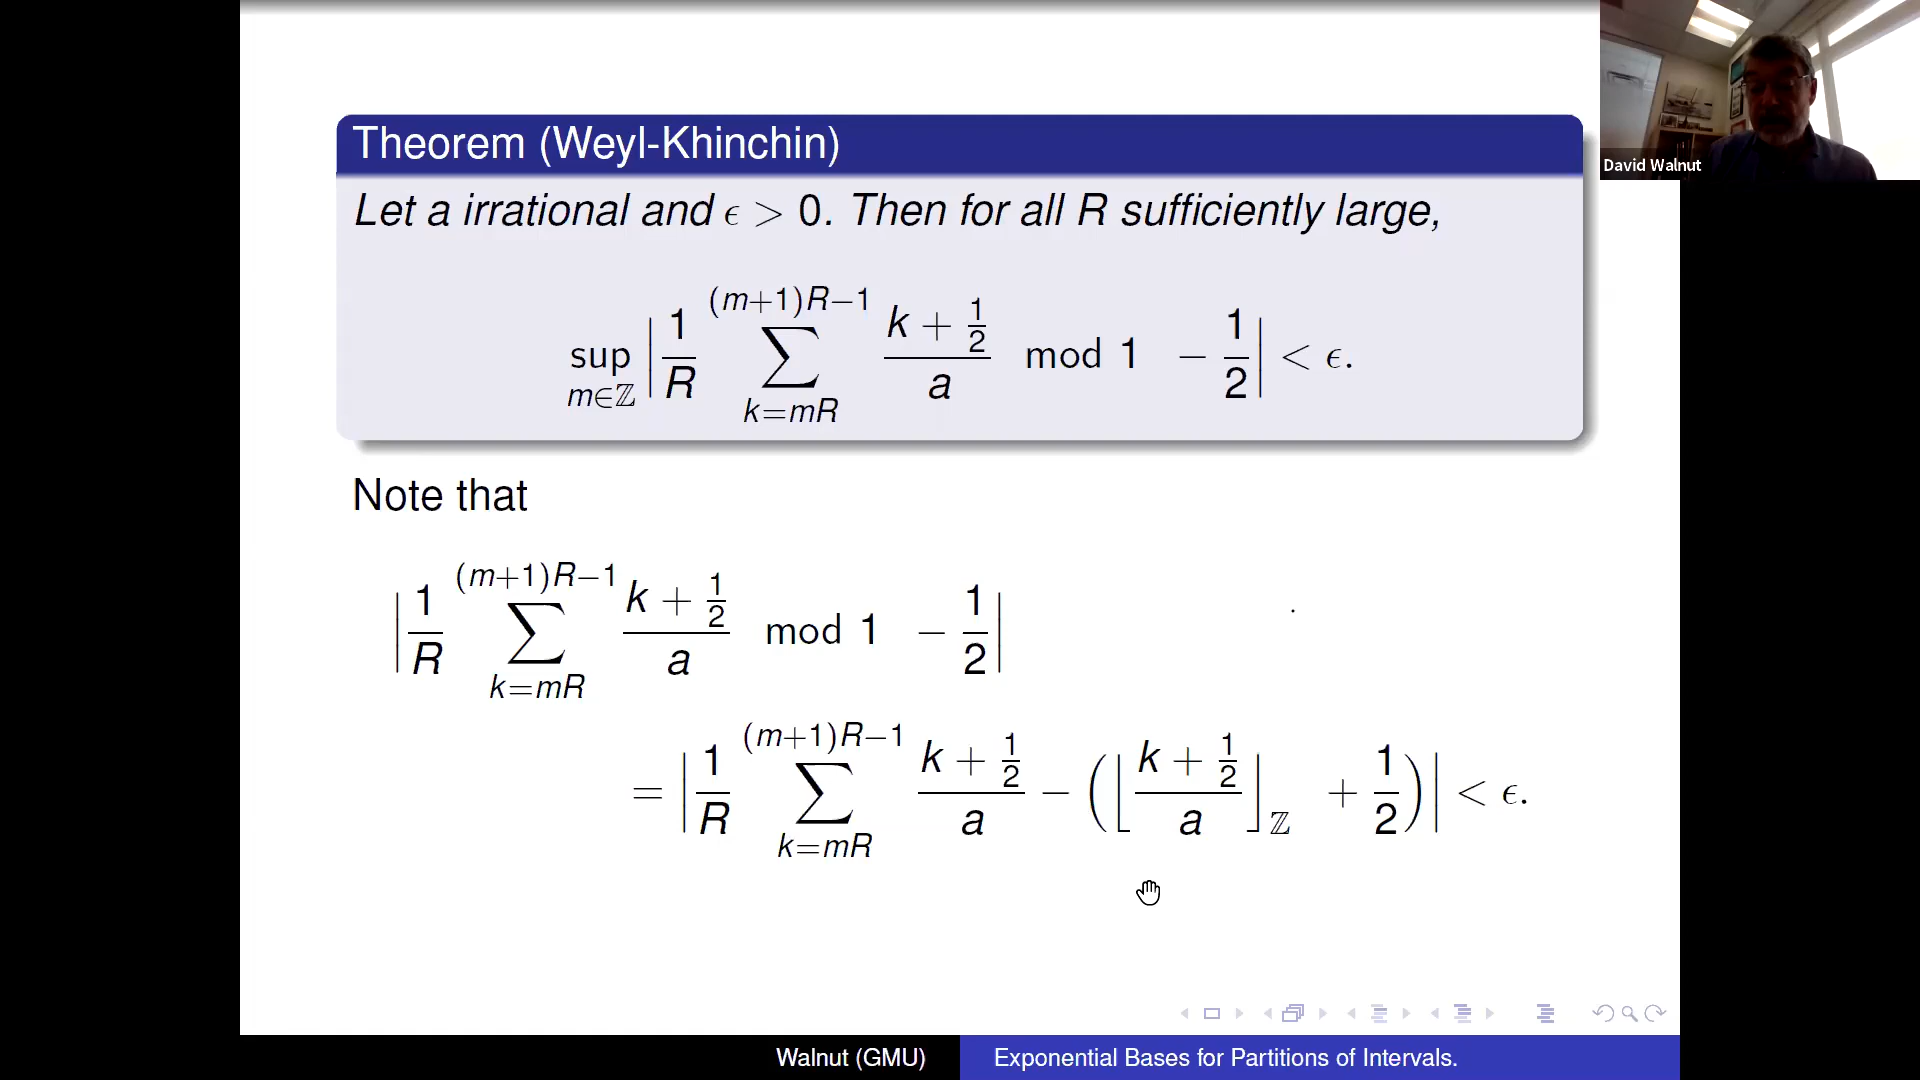 Theorem (Weyl-Khinchin)
Let a irrational and ϵ > 0. Then for all R sufficiently large,
sup_{m∈ℤ} | 1/R ∑_{k=mR}^{(m+1)R−1} (k + 1/2)/a mod 1 − 1/2 | < ϵ.
Note that
| 1/R ∑_{k=mR}^{(m+1)R−1} (k + 1/2)/a mod 1 − 1/2 |
= | 1/R ∑_{k=mR}^{(m+1)R−1} (k + 1/2)/a − (⌊(k + 1/2)/a⌋_ℤ + 1/2) | < ϵ.
David Walnut
Walnut (GMU)
Exponential Bases for Partitions of Intervals.